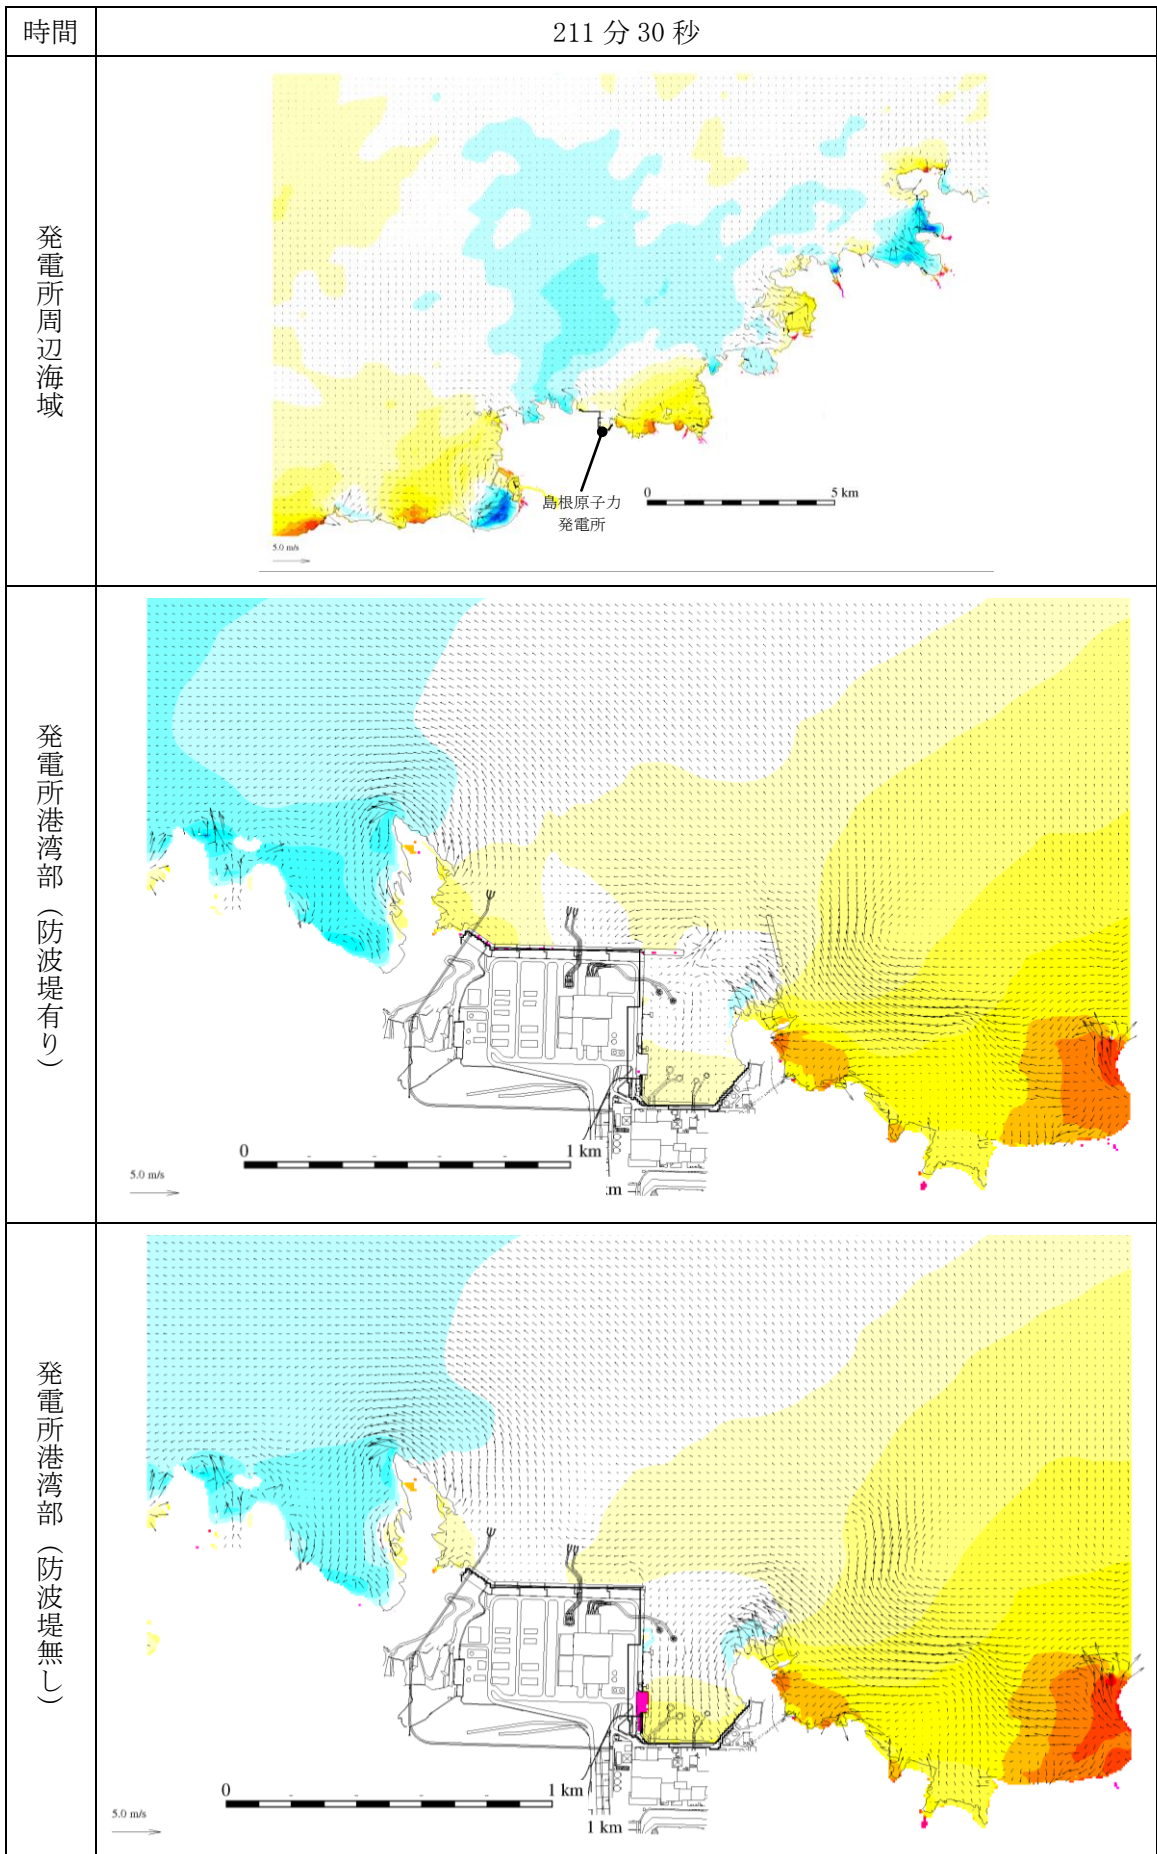 時間
211 分 30 秒
発電所周辺海域
島根原子力
発電所
0
5 km
5.0 m/s
発電所港湾部（防波堤有り）
0
1 km
5.0 m/s
km
発電所港湾部（防波堤無し）
0
1 km
5.0 m/s
1 km